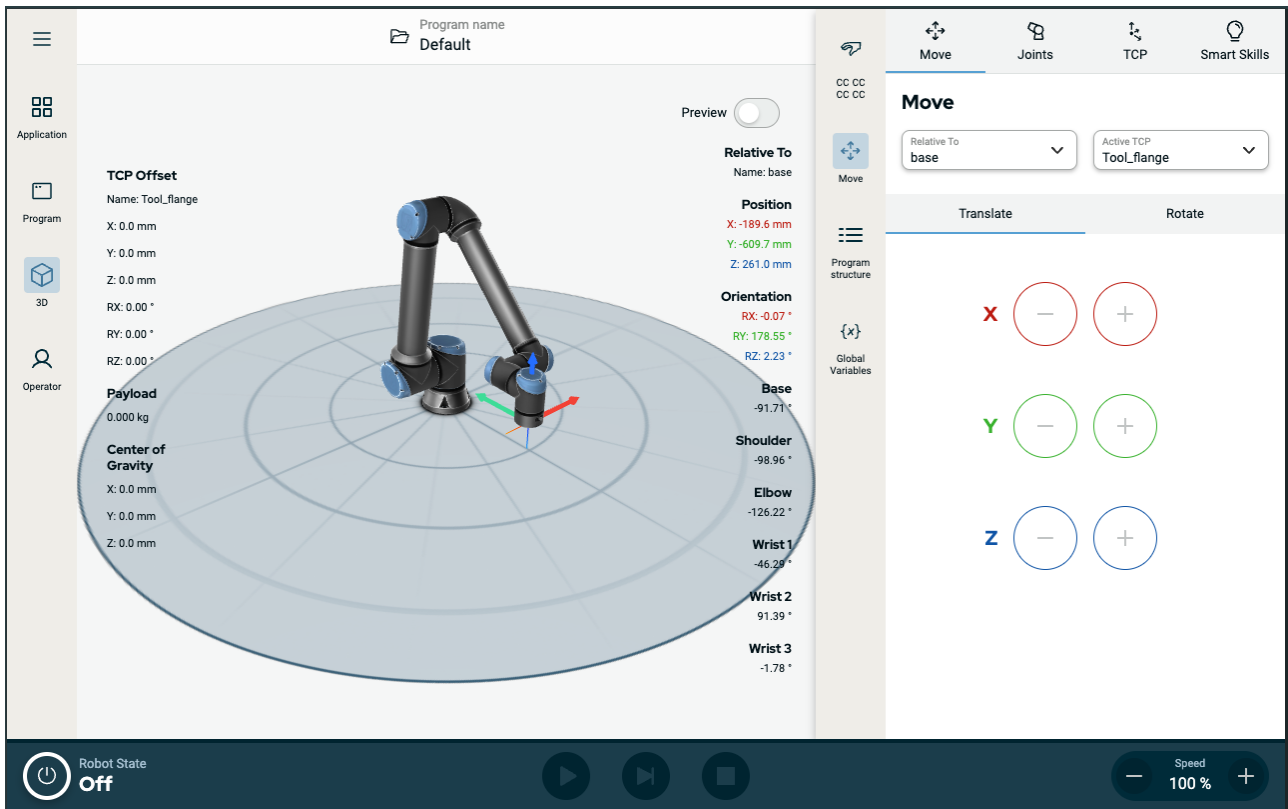 Program name
Default
Application
Program
3D
Operator
Preview
TCP Offset
Name: Tool_flange
X: 0.0 mm
Y: 0.0 mm
Z: 0.0 mm
RX: 0.00 °
RY: 0.00 °
RZ: 0.00 °
Payload
0.000 kg
Center of
Gravity
X: 0.0 mm
Y: 0.0 mm
Z: 0.0 mm
Relative To
Name: base
Position
X: -189.6 mm
Y: -609.7 mm
Z: 261.0 mm
Orientation
RX: -0.07 °
RY: 178.55 °
RZ: 2.23 °
Base
-91.71 °
Shoulder
-98.96 °
Elbow
-126.22 °
Wrist 1
-46.29 °
Wrist 2
91.39 °
Wrist 3
-1.78 °
CC CC
CC CC
Move
Program
structure
{x}
Global
Variables
Move
Joints
TCP
Smart Skills
Move
Relative To
base
Active TCP
Tool_flange
Translate
Rotate
X − +
Y − +
Z − +
Robot State
Off
Speed
− 100 % +